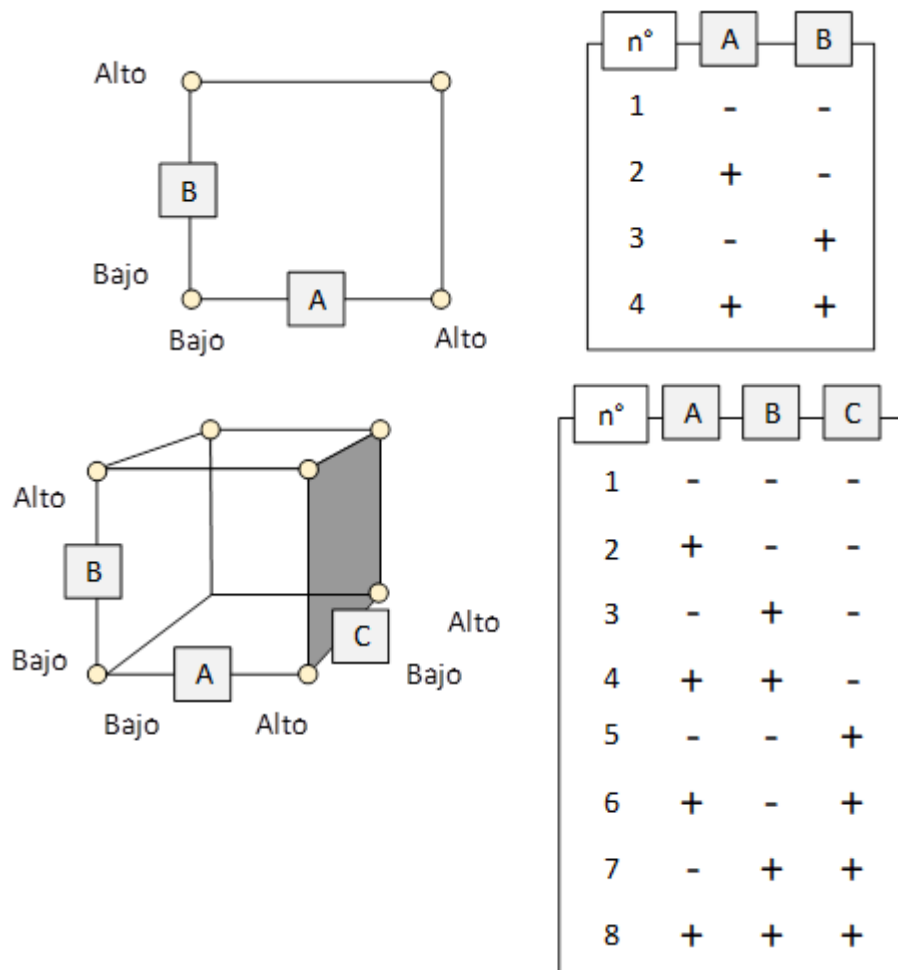 Alto
B
Bajo
A
Bajo
Alto
n° A B
1 - -
2 + -
3 - +
4 + +
Alto
B
Bajo
A
C
Alto
Bajo
Bajo Alto
n° A B C
1 - - -
2 + - -
3 - + -
4 + + -
5 - - +
6 + - +
7 - + +
8 + + +